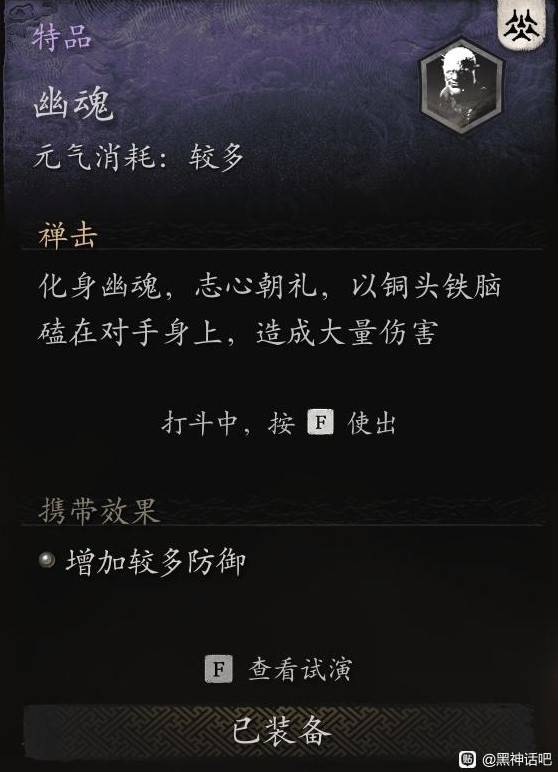 特品
幽魂
元气消耗：较多
禅击
化身幽魂，志心朝礼，以铜头铁脑
磕在对手身上，造成大量伤害
打斗中，按 F 使出
携带效果
增加较多防御
F 查看试演
已装备
贴 @黑神话吧